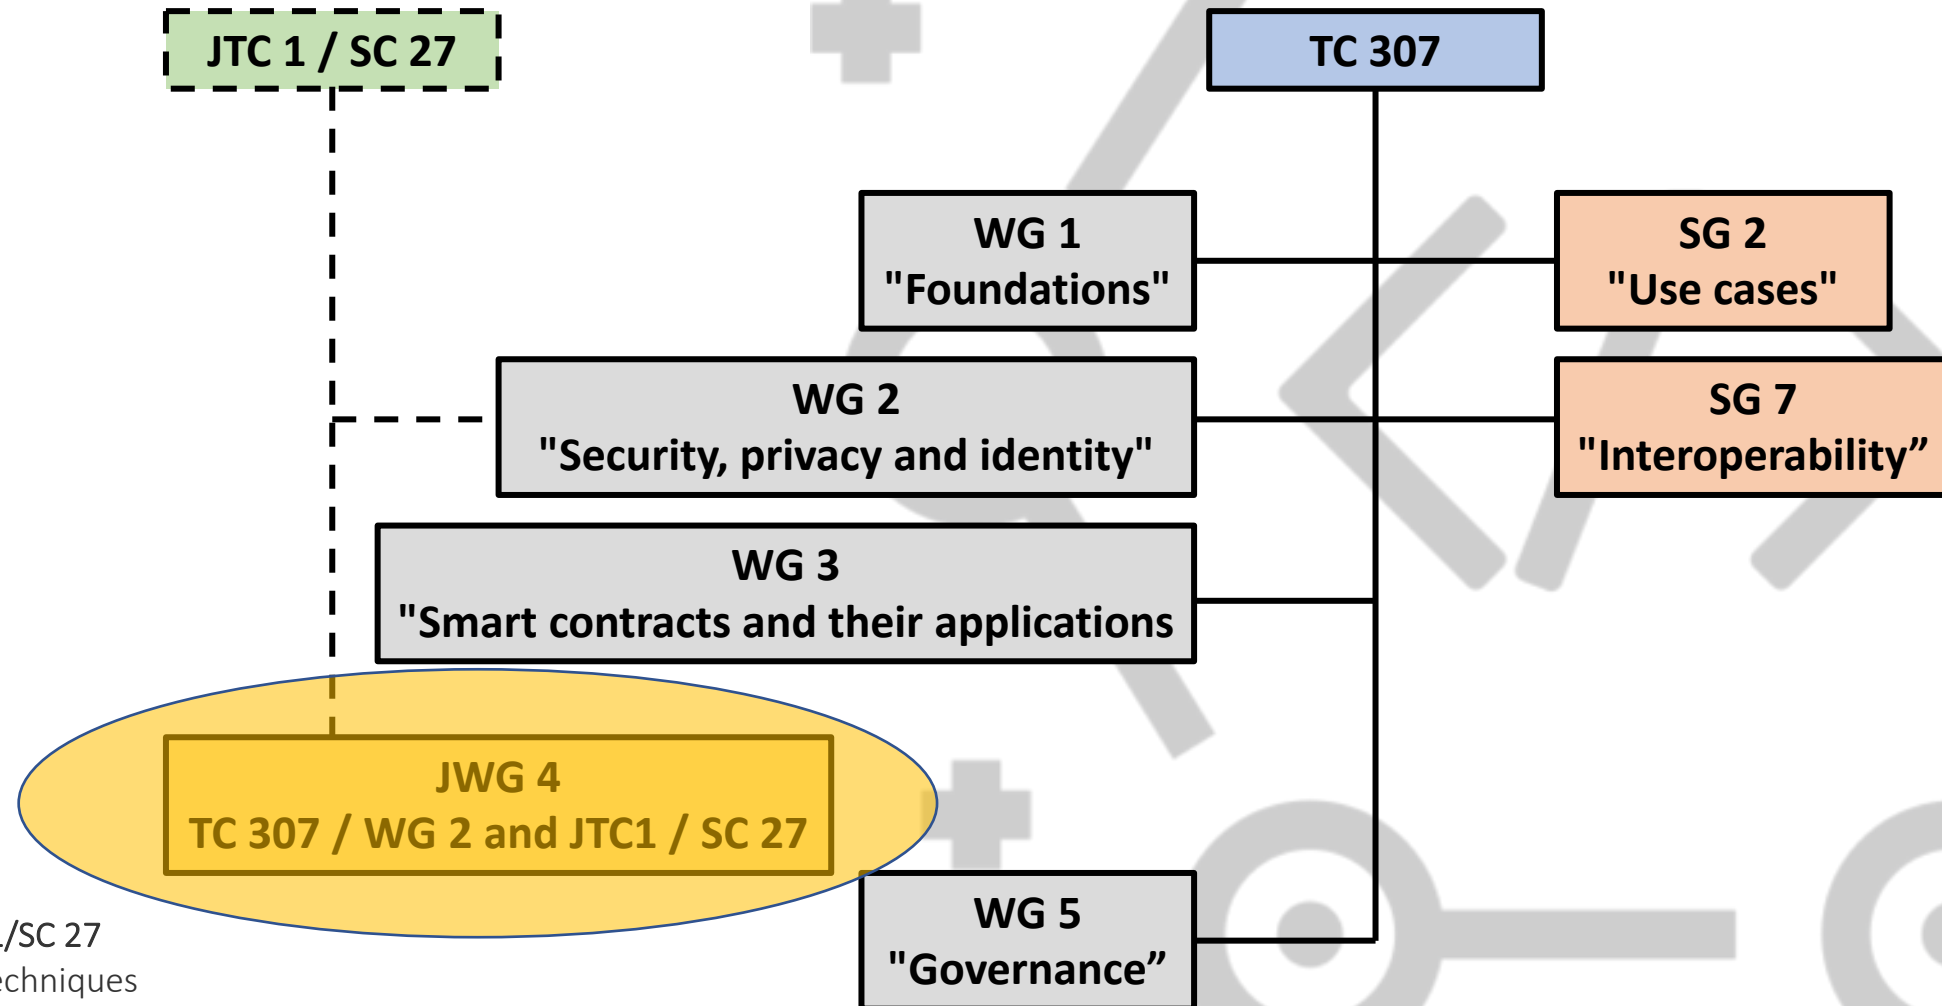 JTC 1 / SC 27
TC 307
WG 1
"Foundations"
SG 2
"Use cases"
WG 2
"Security, privacy and identity"
SG 7
"Interoperability”
WG 3
"Smart contracts and their applications
JWG 4
TC 307 / WG 2 and JTC1 / SC 27
WG 5
"Governance”
/SC 27
echniques